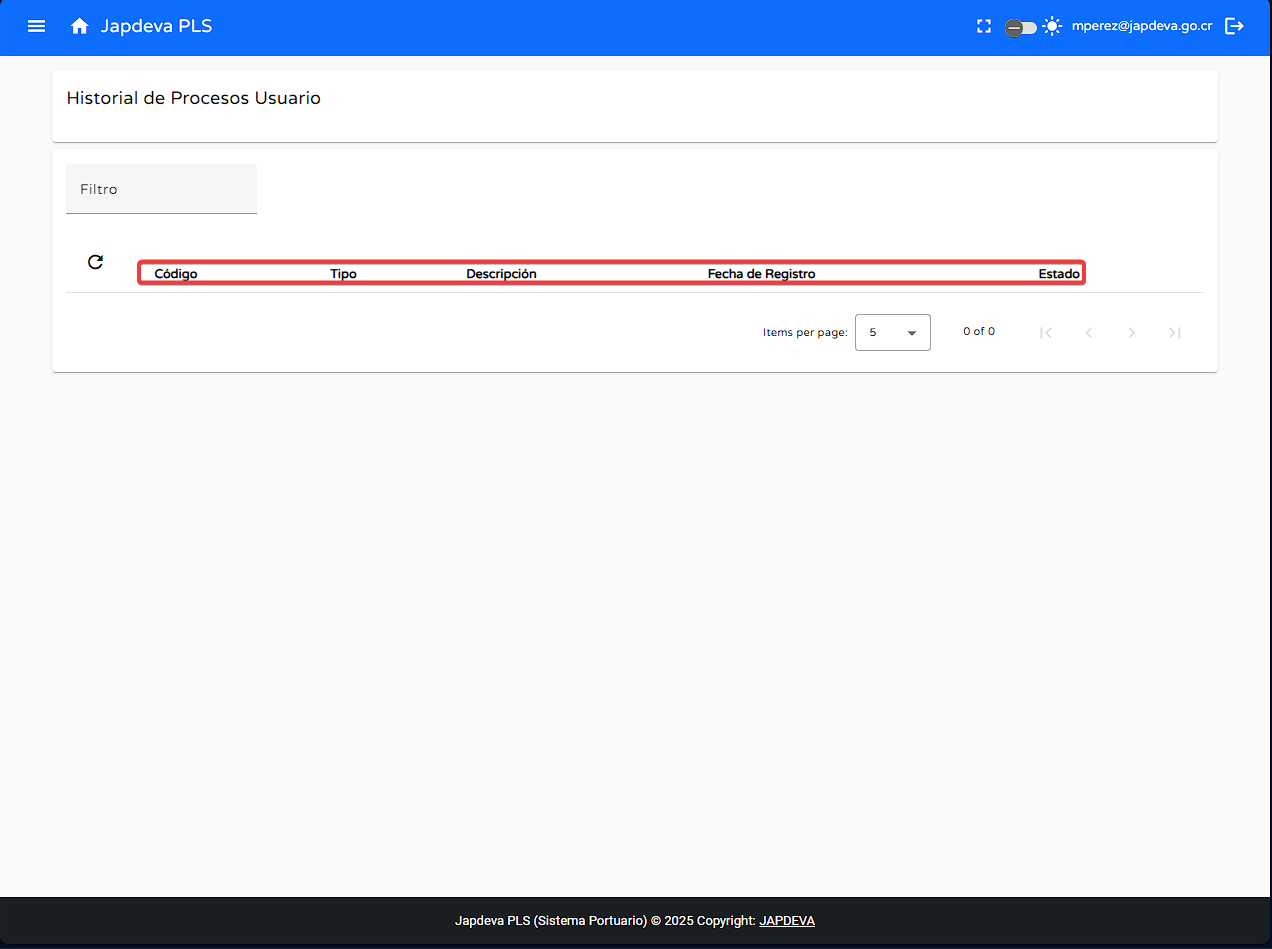 Japdeva PLS mperez@japdeva.go.cr
Historial de Procesos Usuario
Filtro
Código Tipo Descripción Fecha de Registro Estado
Items per page: 5 0 of 0
Japdeva PLS (Sistema Portuario) © 2025 Copyright: JAPDEVA